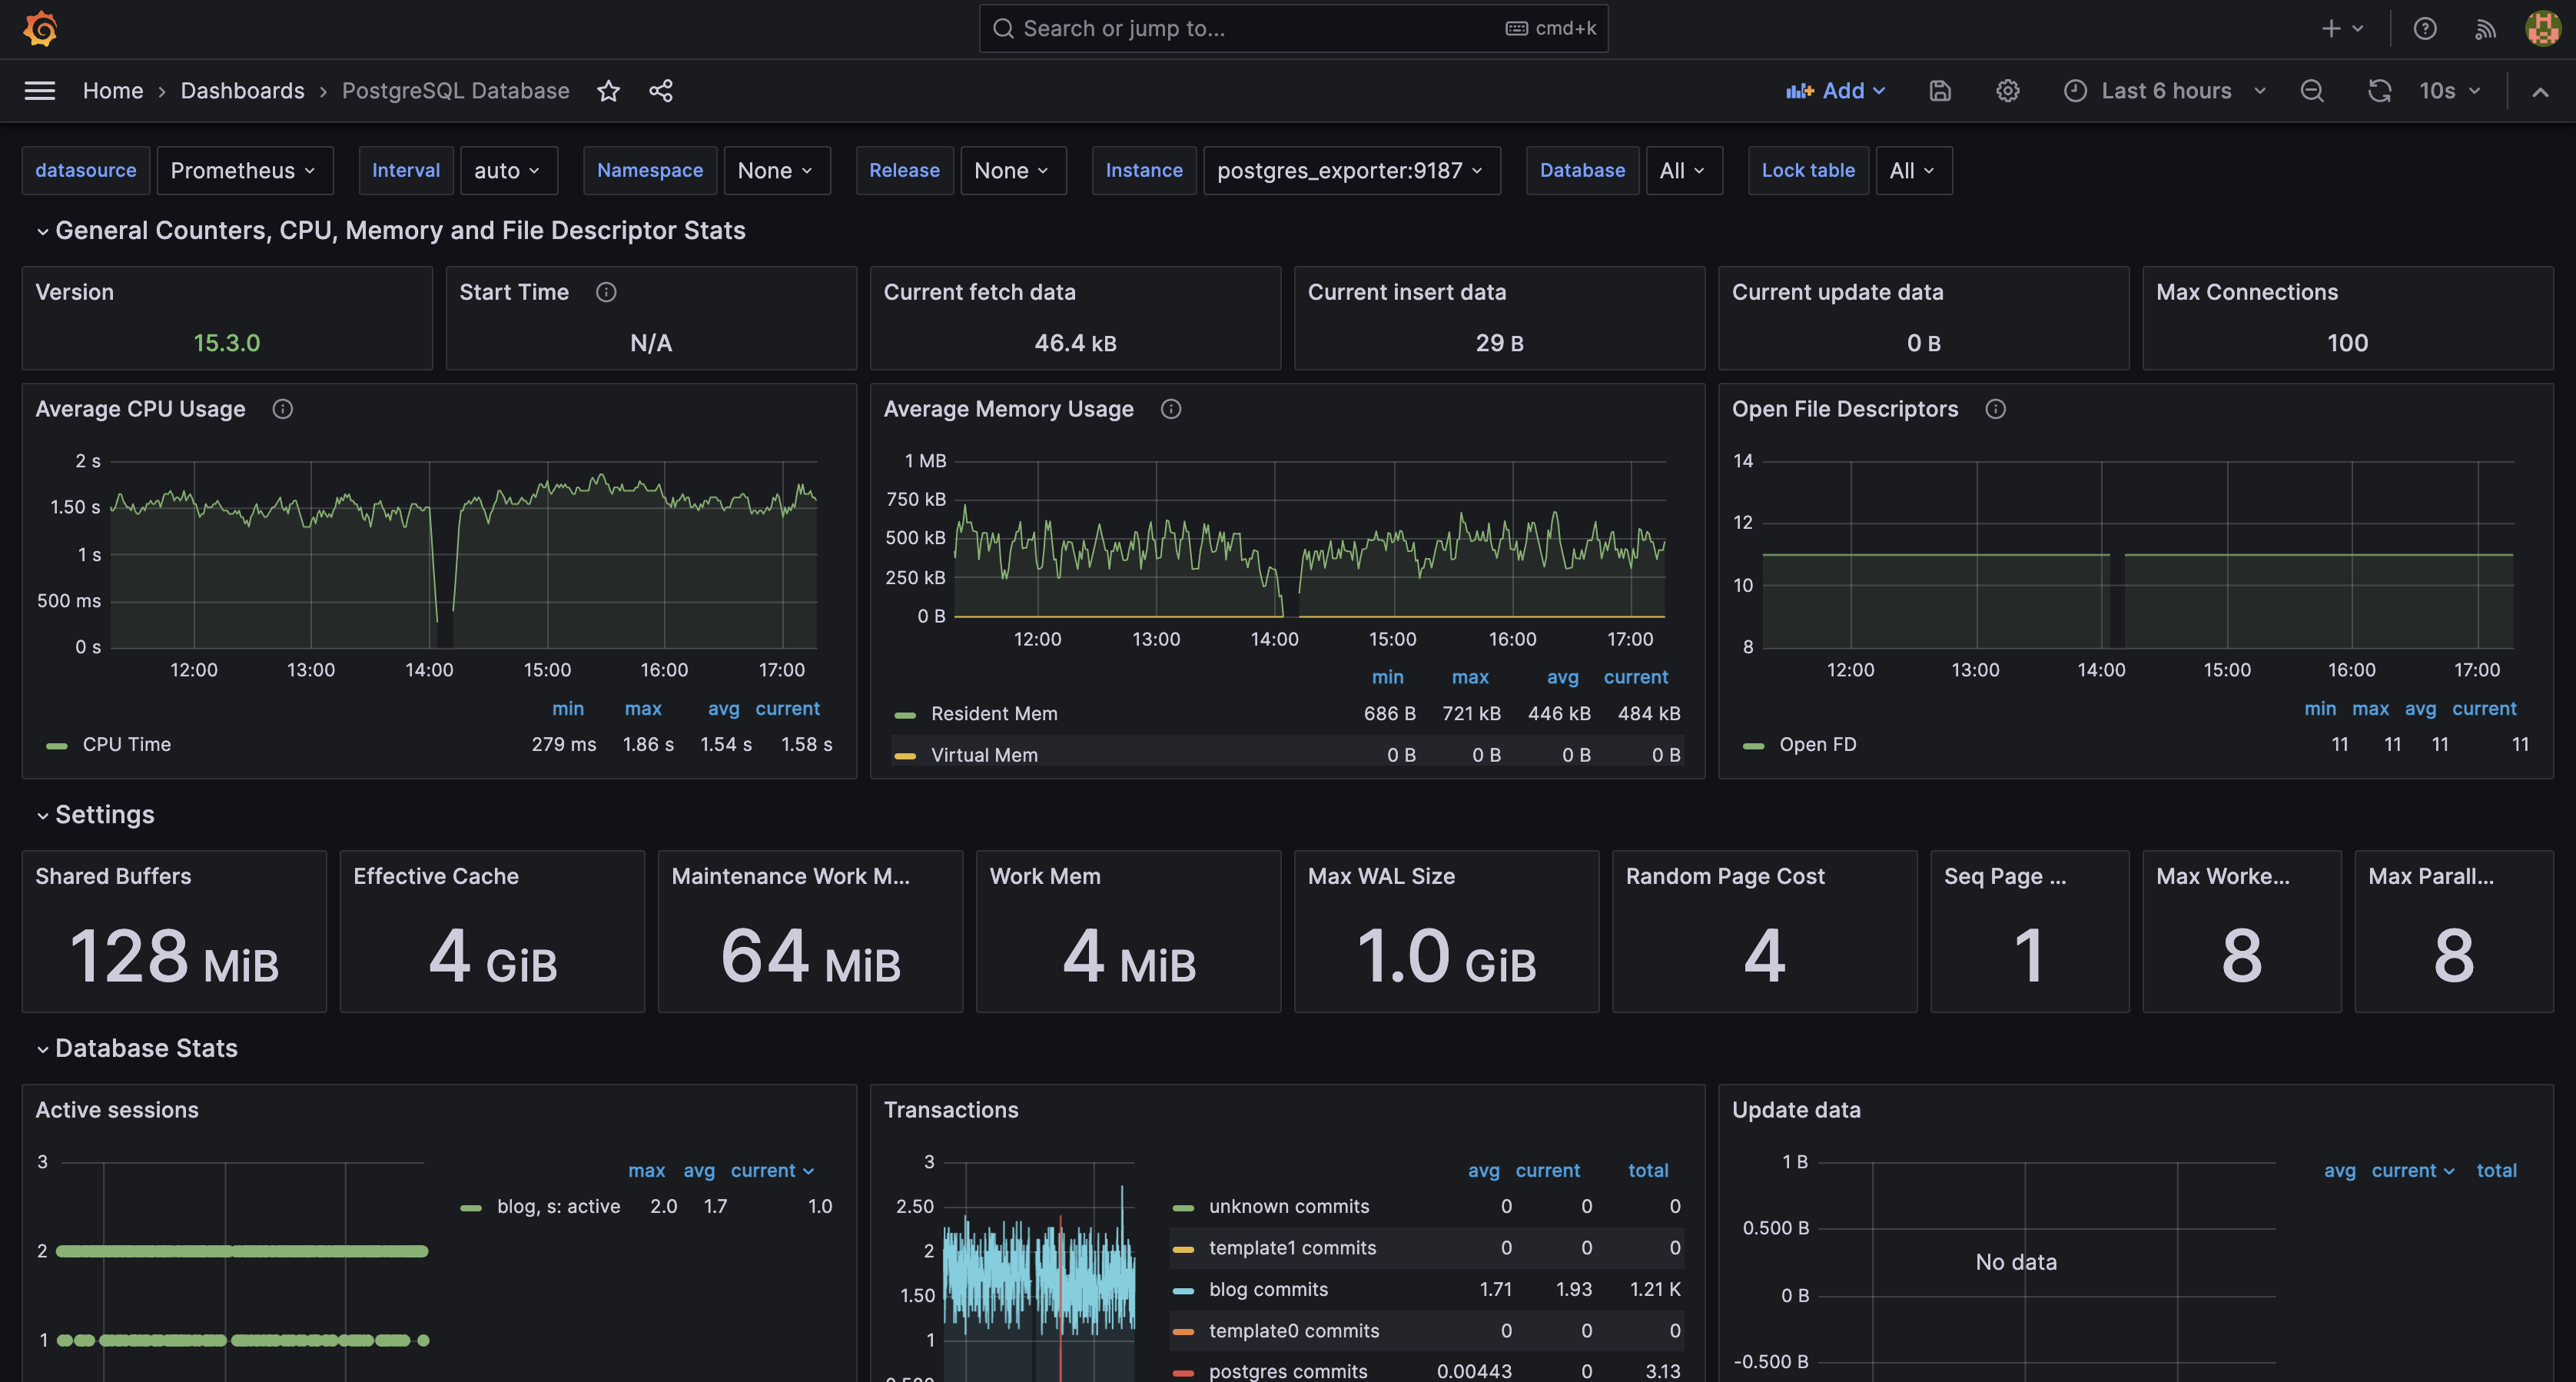 Search or jump to... cmd+k
Home › Dashboards › PostgreSQL Database Add Last 6 hours 10s
datasource Prometheus Interval auto Namespace None Release None Instance postgres_exporter:9187 Database All Lock table All
General Counters, CPU, Memory and File Descriptor Stats
Version
15.3.0
Start Time
N/A
Current fetch data
46.4 kB
Current insert data
29 B
Current update data
0 B
Max Connections
100
Average CPU Usage
2 s
1.50 s
1 s
500 ms
0 s
12:00 13:00 14:00 15:00 16:00 17:00
min max avg current
CPU Time 279 ms 1.86 s 1.54 s 1.58 s
Average Memory Usage
1 MB
750 kB
500 kB
250 kB
0 B
12:00 13:00 14:00 15:00 16:00 17:00
min max avg current
Resident Mem 686 B 721 kB 446 kB 484 kB
Virtual Mem 0 B 0 B 0 B 0 B
Open File Descriptors
14
12
10
8
12:00 13:00 14:00 15:00 16:00 17:00
min max avg current
Open FD 11 11 11 11
Settings
Shared Buffers
128 MiB
Effective Cache
4 GiB
Maintenance Work M...
64 MiB
Work Mem
4 MiB
Max WAL Size
1.0 GiB
Random Page Cost
4
Seq Page ...
1
Max Worke...
8
Max Parall...
8
Database Stats
Active sessions
3
2
1
max avg current
blog, s: active 2.0 1.7 1.0
Transactions
3
2.50
2
1.50
1
avg current total
unknown commits 0 0 0
template1 commits 0 0 0
blog commits 1.71 1.93 1.21 K
template0 commits 0 0 0
postgres commits 0.00443 0 3.13
Update data
1 B
0.500 B
0 B
-0.500 B
No data
avg current total